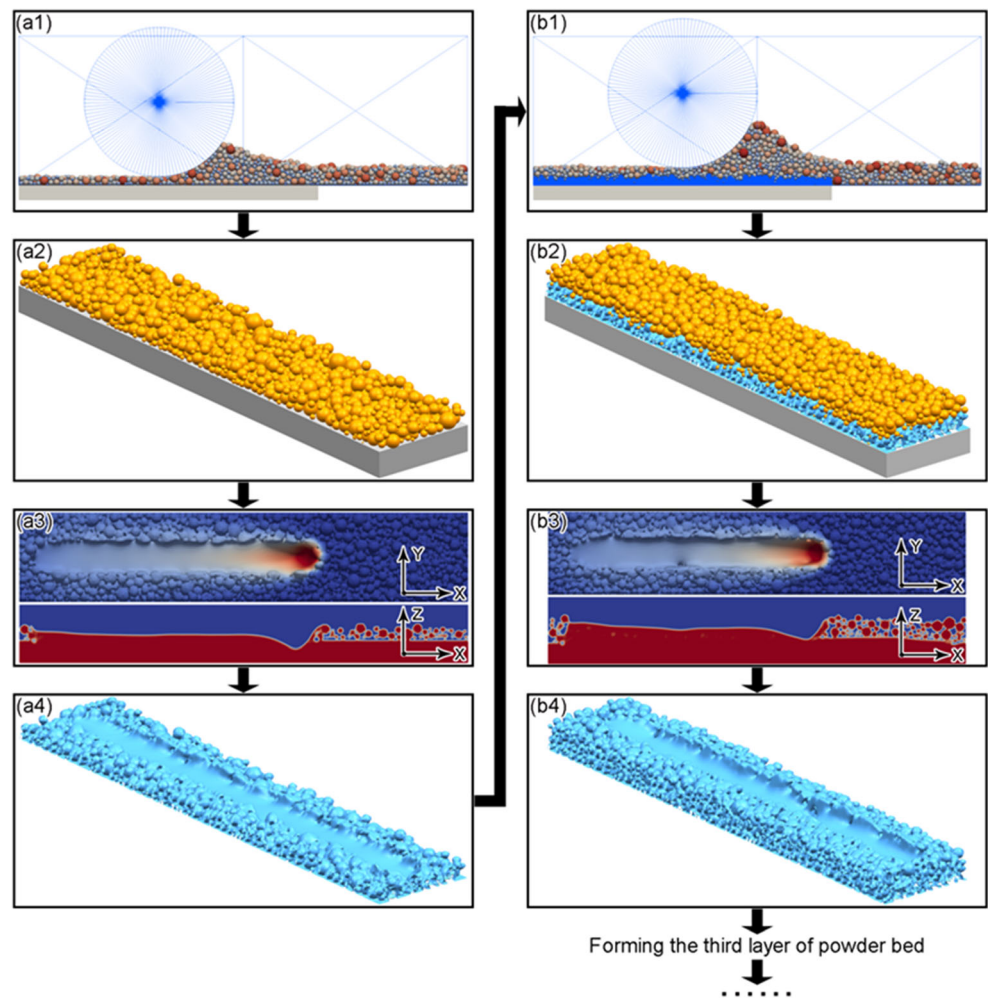 (a1)
(b1)
(a2)
(b2)
(a3)
Y
X
Z
X
(b3)
Y
X
Z
X
(a4)
(b4)
Forming the third layer of powder bed
......